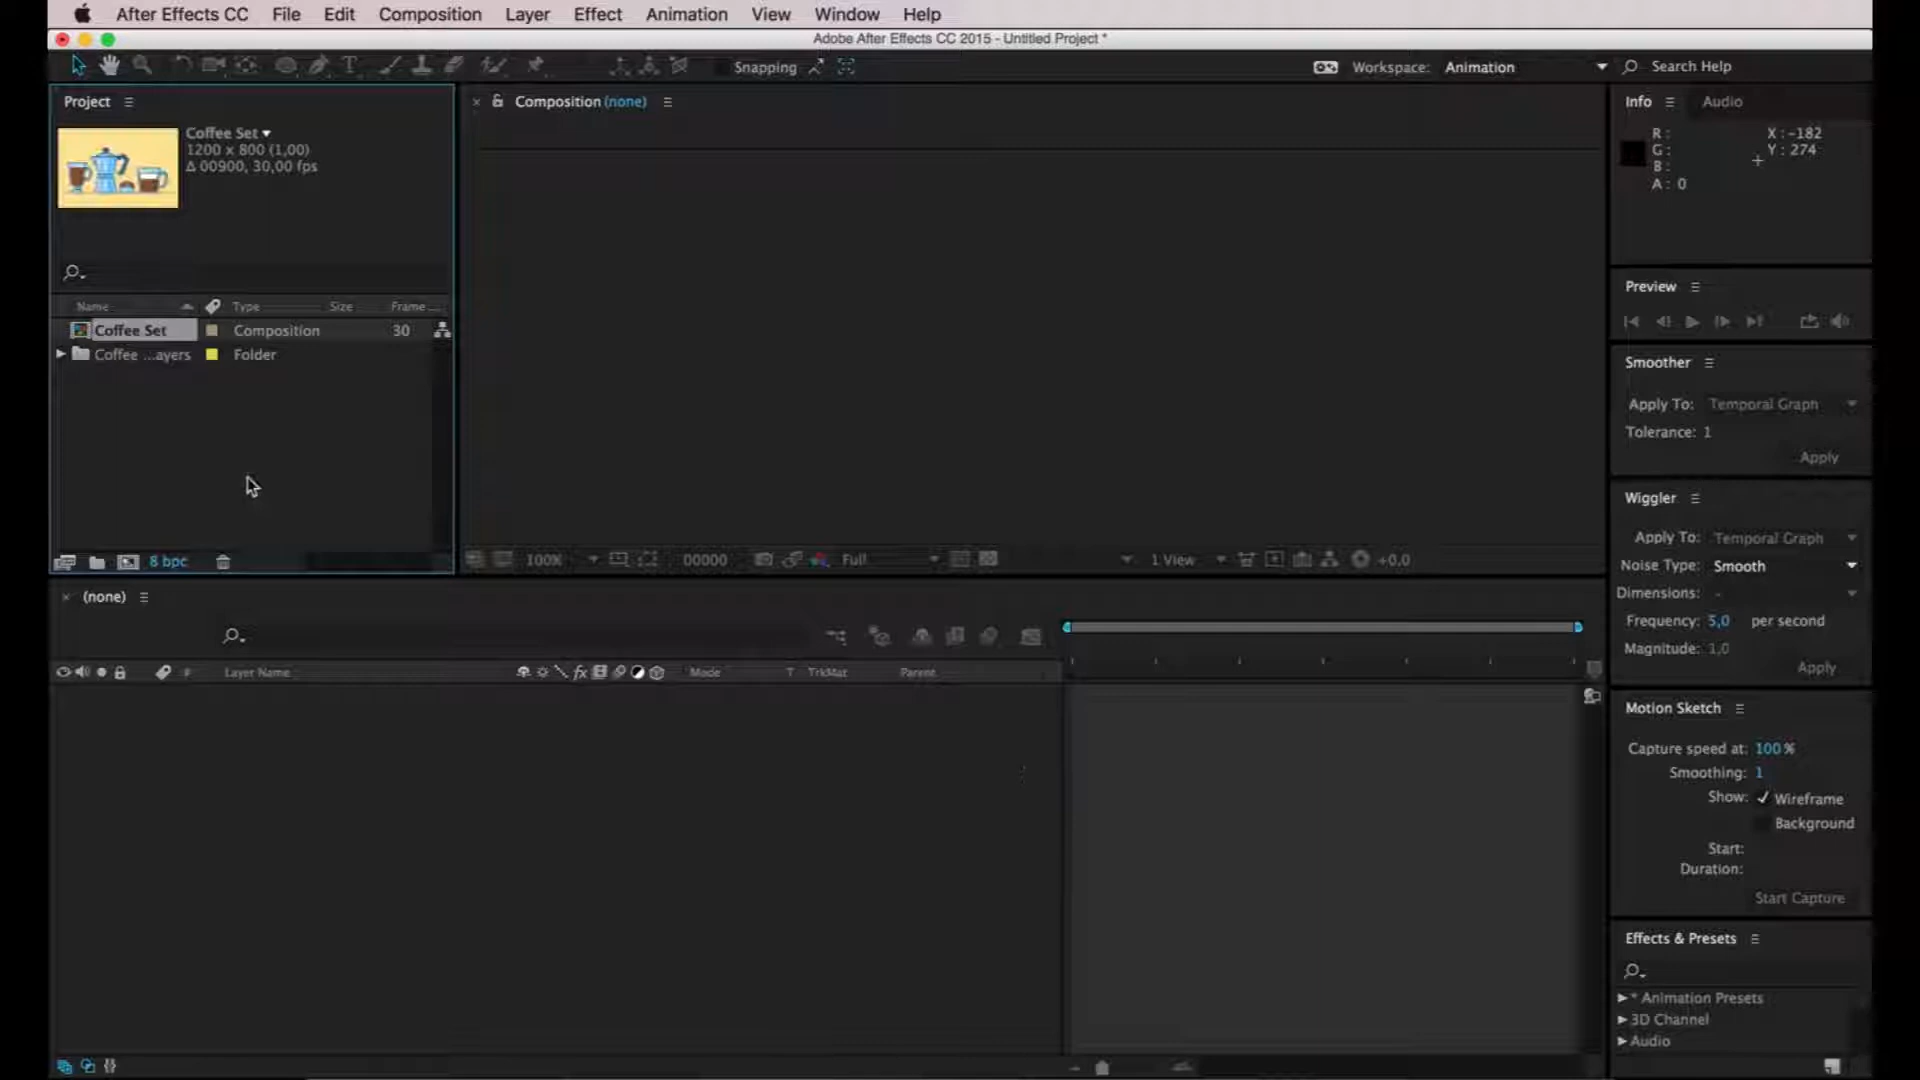 After Effects CC File Edit Composition Layer Effect Animation View Window Help
Adobe After Effects CC 2015 - Untitled Project *
Snapping Workspace: Animation Search Help
Project
Coffee Set
1200 x 800 (1,00)
Δ 00900, 30,00 fps
Name Type Size Frame ...
Coffee Set Composition 30
Coffee ...ayers Folder
8 bpc
Composition (none)
100% 00000 Full 1 View +0,0
(none)
# Layer Name fx Mode T TrkMat Parent
Info Audio
R: X: -182
G: Y: 274
B:
A: 0
Preview
Smoother
Apply To: Temporal Graph
Tolerance: 1
Apply
Wiggler
Apply To: Temporal Graph
Noise Type: Smooth
Dimensions: -
Frequency: 5,0 per second
Magnitude: 1,0
Apply
Motion Sketch
Capture speed at: 100 %
Smoothing: 1
Show: Wireframe
Background
Start:
Duration:
Start Capture
Effects & Presets
* Animation Presets
3D Channel
Audio